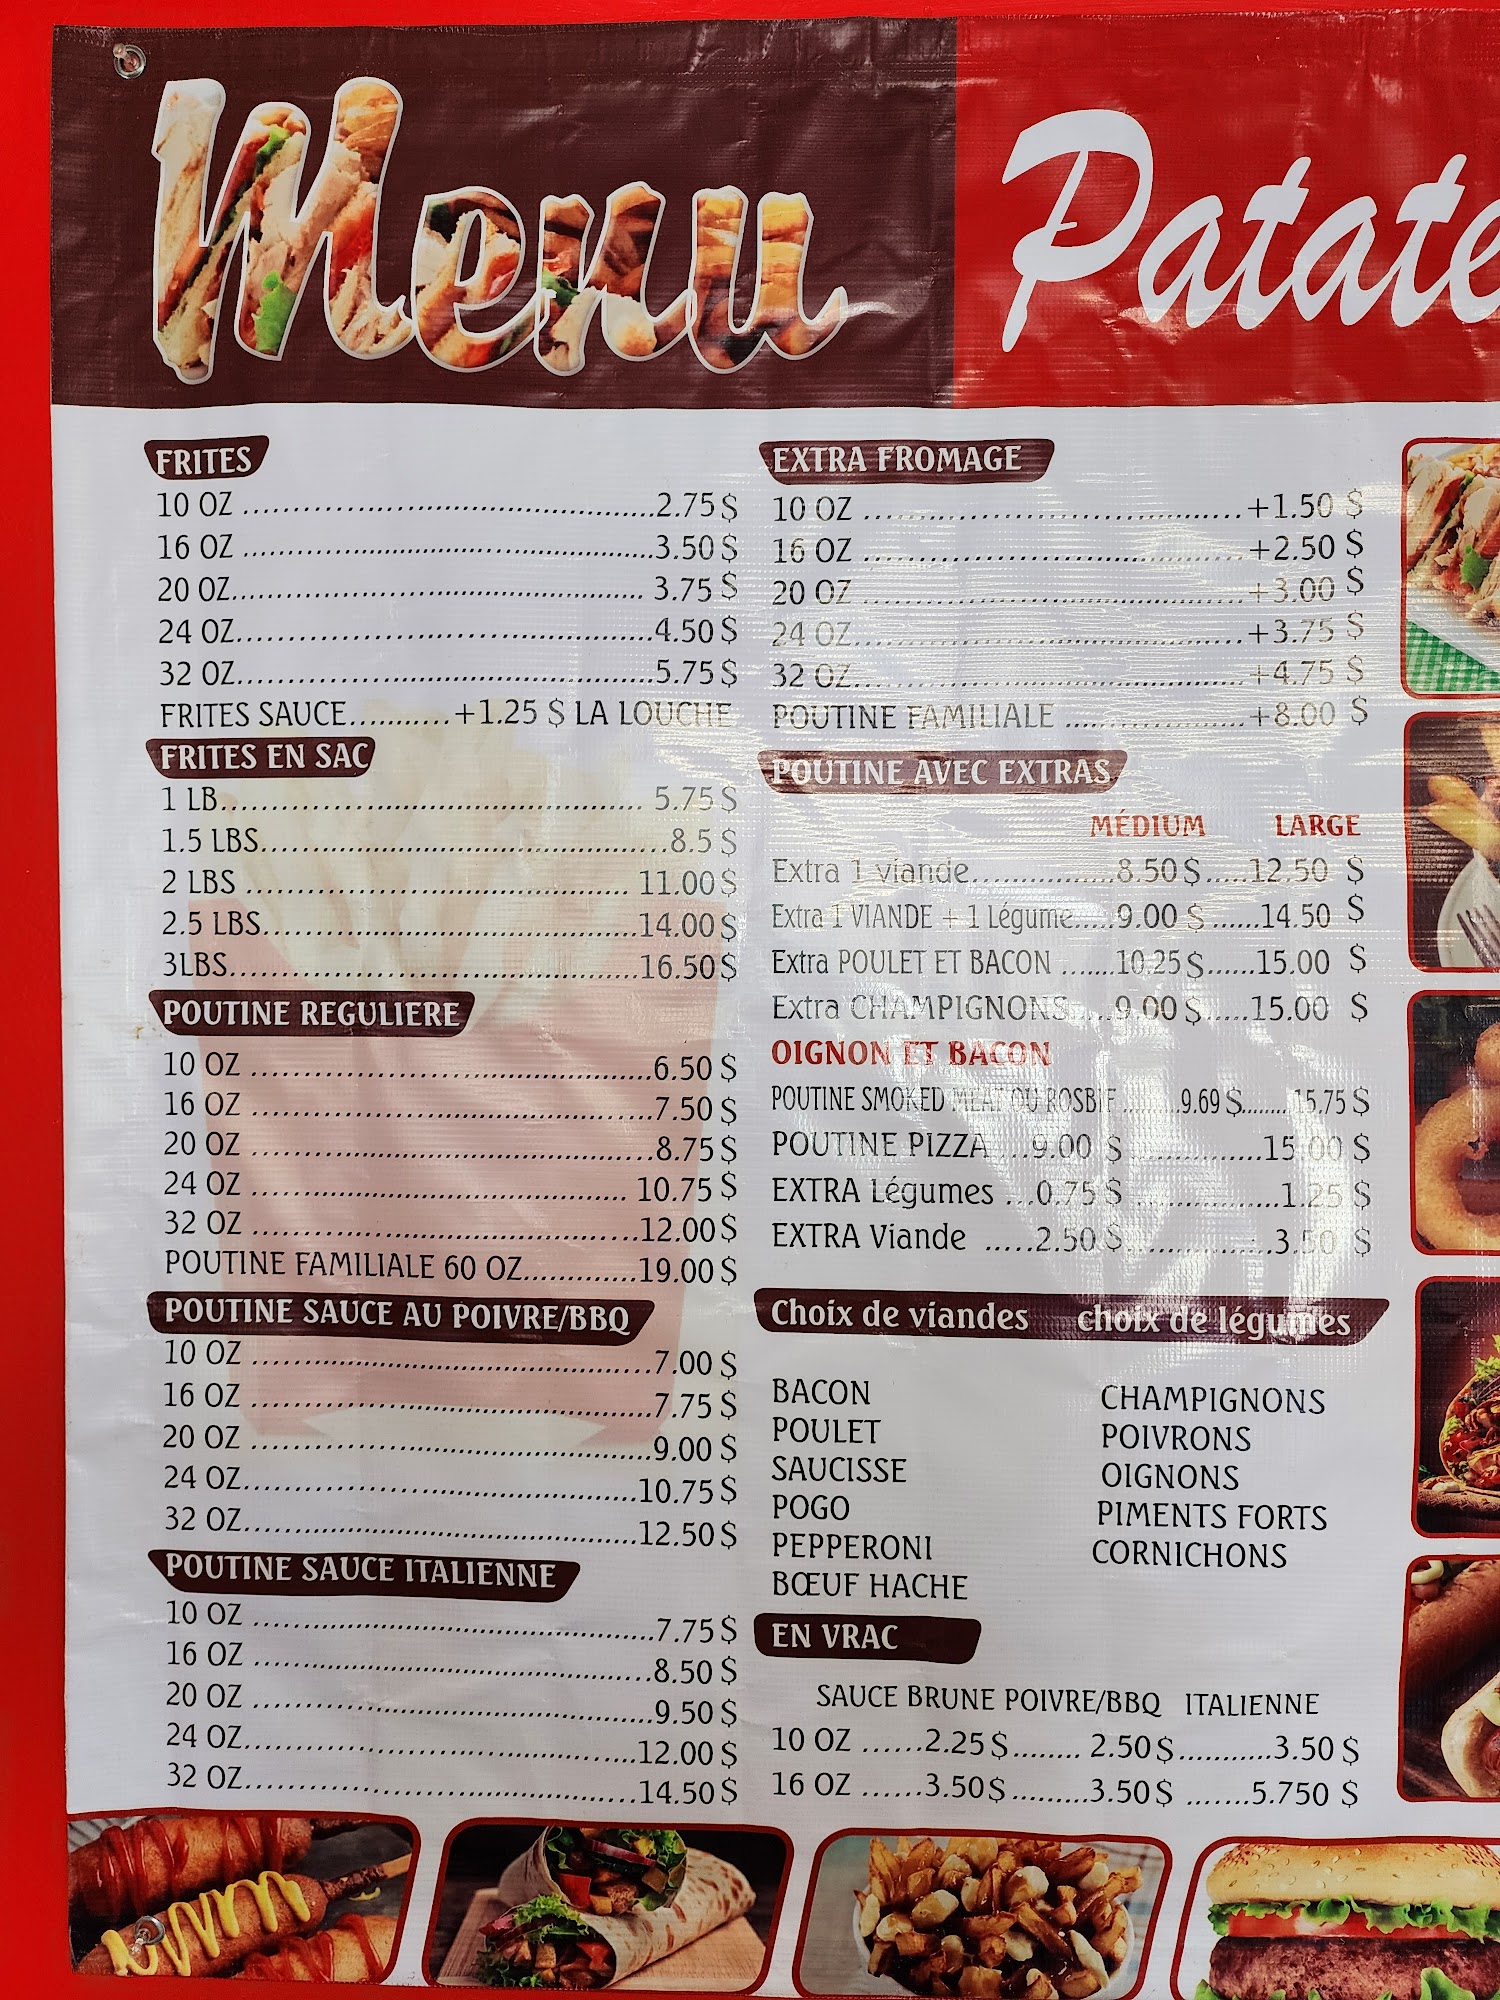 Menu
Patate
FRITES
10 OZ ........ 2.75 $
16 OZ ........ 3.50 $
20 OZ ........ 3.75 $
24 OZ ........ 4.50 $
32 OZ ........ 5.75 $
FRITES SAUCE ........ +1.25 $ LA LOUCHE
FRITES EN SAC
1 LB ........ 5.75 $
1.5 LBS ........ 8.5 $
2 LBS ........ 11.00 $
2.5 LBS ........ 14.00 $
3LBS ........ 16.50 $
POUTINE REGULIERE
10 OZ ........ 6.50 $
16 OZ ........ 7.50 $
20 OZ ........ 8.75 $
24 OZ ........ 10.75 $
32 OZ ........ 12.00 $
POUTINE FAMILIALE 60 OZ ........ 19.00 $
POUTINE SAUCE AU POIVRE/BBQ
10 OZ ........ 7.00 $
16 OZ ........ 7.75 $
20 OZ ........ 9.00 $
24 OZ ........ 10.75 $
32 OZ ........ 12.50 $
POUTINE SAUCE ITALIENNE
10 OZ ........ 7.75 $
16 OZ ........ 8.50 $
20 OZ ........ 9.50 $
24 OZ ........ 12.00 $
32 OZ ........ 14.50 $
EXTRA FROMAGE
10 OZ ........ +1.50 $
16 OZ ........ +2.50 $
20 OZ ........ +3.00 $
24 OZ ........ +3.75 $
32 OZ ........ +4.75 $
POUTINE FAMILIALE ........ +8.00 $
POUTINE AVEC EXTRAS
MÉDIUM LARGE
Extra 1 viande ........ 8.50 $ ...... 12.50 $
Extra 1 VIANDE + 1 Légume ..... 9.00 $ ...... 14.50 $
Extra POULET ET BACON ....... 10.25 $ ...... 15.00 $
Extra CHAMPIGNONS ..... 9.00 $ ..... 15.00 $
OIGNON ET BACON
POUTINE SMOKED MEAT OU ROSBIF ........ 9.69 $ ........ 15.75 $
POUTINE PIZZA ... 9.00 $ ........ 15.00 $
EXTRA Légumes ... 0.75 $ ........ 1.25 $
EXTRA Viande ..... 2.50 $ ........ 3.50 $
Choix de viandes choix de légumes
BACON CHAMPIGNONS
POULET POIVRONS
SAUCISSE OIGNONS
POGO PIMENTS FORTS
PEPPERONI CORNICHONS
BŒUF HACHE
EN VRAC
SAUCE BRUNE POIVRE/BBQ ITALIENNE
10 OZ ...... 2.25 $ ........ 2.50 $ ........... 3.50 $
16 OZ ...... 3.50 $ ......... 3.50 $ ....... 5.750 $